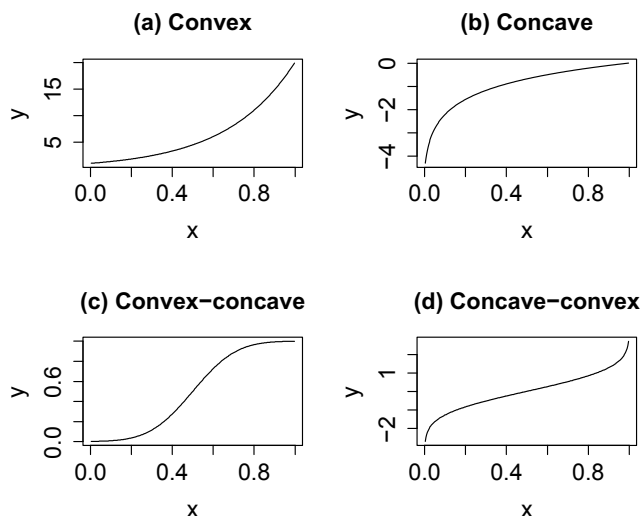 (a) Convex
y
5 15
0.0 0.4 0.8
x
(b) Concave
y
−4 −2 0
0.0 0.4 0.8
x
(c) Convex−concave
y
0.0 0.6
0.0 0.4 0.8
x
(d) Concave−convex
y
−2 1
0.0 0.4 0.8
x